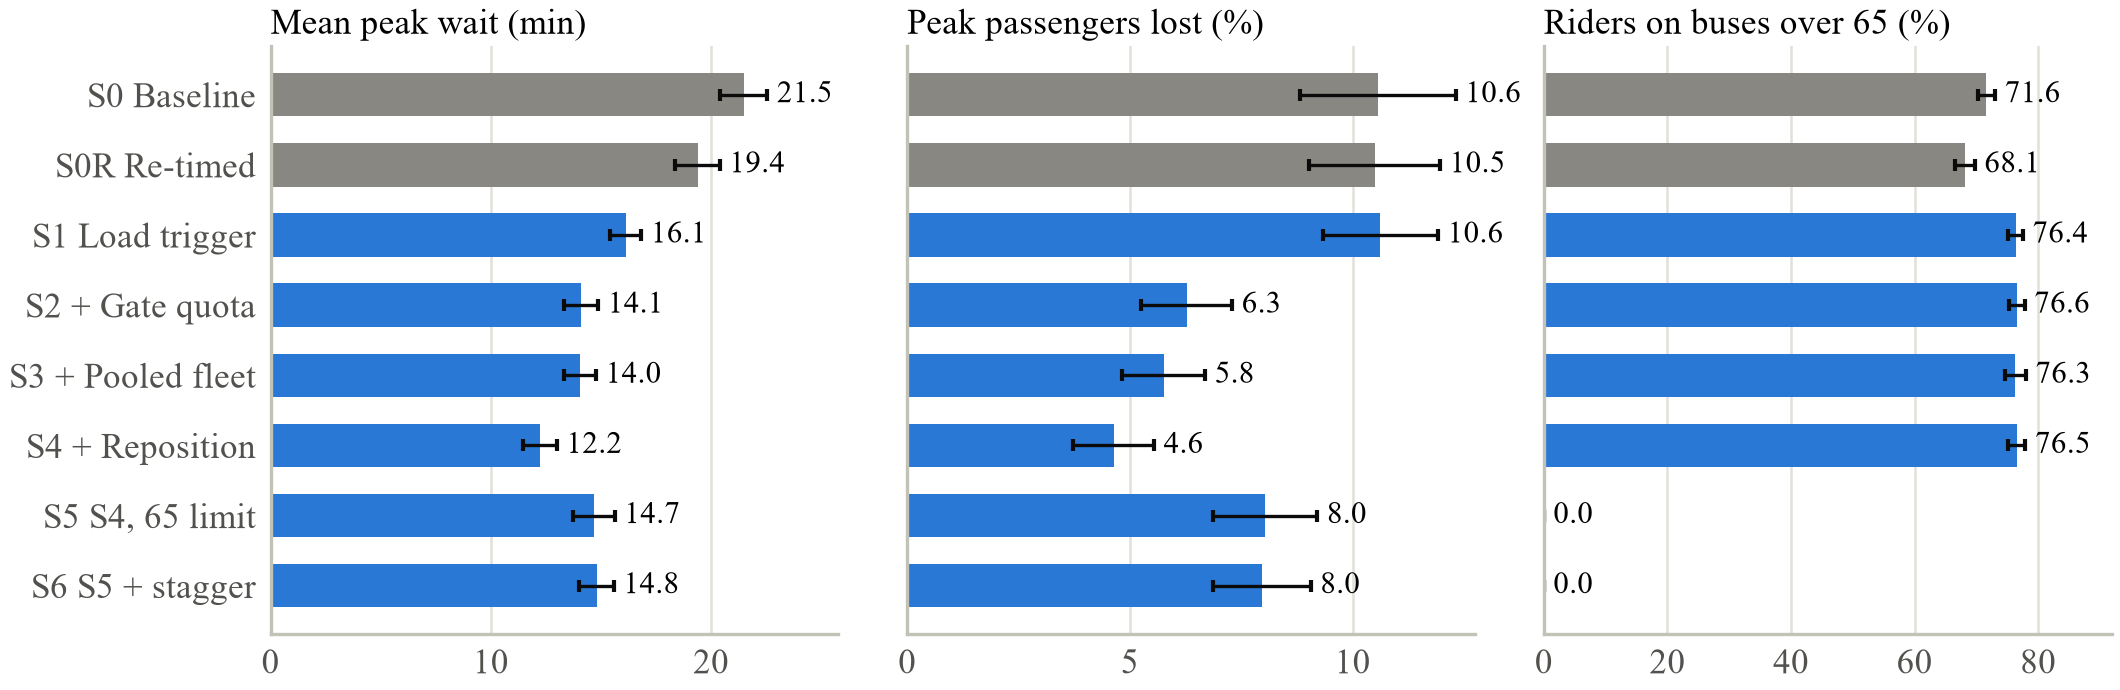 Mean peak wait (min)
Peak passengers lost (%)
Riders on buses over 65 (%)
S0 Baseline
21.5
10.6
71.6
S0R Re-timed
19.4
10.5
68.1
S1 Load trigger
16.1
10.6
76.4
S2 + Gate quota
14.1
6.3
76.6
S3 + Pooled fleet
14.0
5.8
76.3
S4 + Reposition
12.2
4.6
76.5
S5 S4, 65 limit
14.7
8.0
0.0
S6 S5 + stagger
14.8
8.0
0.0
0 10 20
0 5 10
0 20 40 60 80